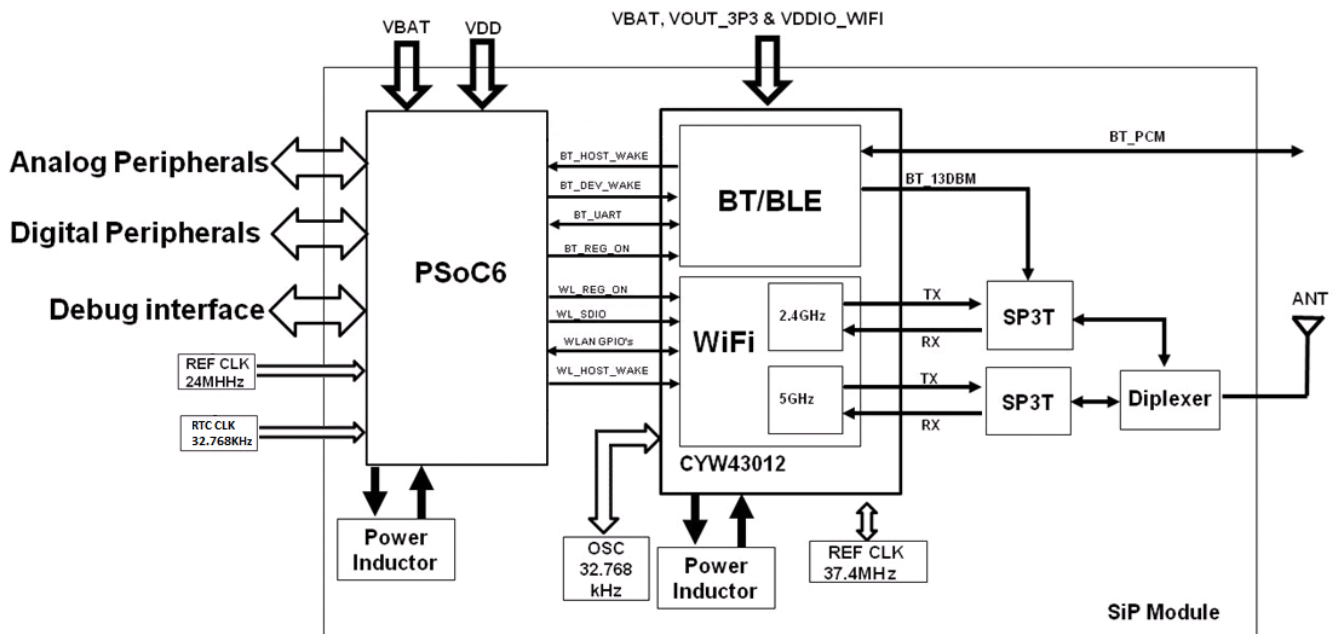 VBAT
VDD
VBAT, VOUT_3P3 & VDDIO_WIFI
Analog Peripherals
Digital Peripherals
Debug interface
REF CLK
24MHHz
RTC CLK
32.768KHz
PSoC6
Power
Inductor
BT_HOST_WAKE
BT_DEV_WAKE
BT_UART
BT_REG_ON
WL_REG_ON
WL_SDIO
WLAN GPIO's
WL_HOST_WAKE
BT/BLE
WiFi
2.4GHz
5GHz
CYW43012
OSC
32.768
kHz
Power
Inductor
REF CLK
37.4MHz
BT_PCM
BT_13DBM
TX
RX
SP3T
TX
RX
SP3T
Diplexer
ANT
SiP Module